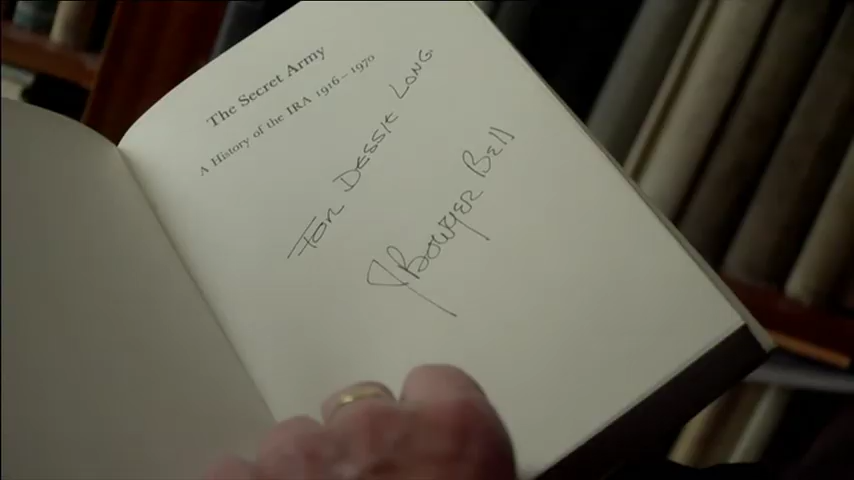 The Secret Army
A History of the IRA 1916–1970
FOR DESSIE LONG.
J Bowyer Bell